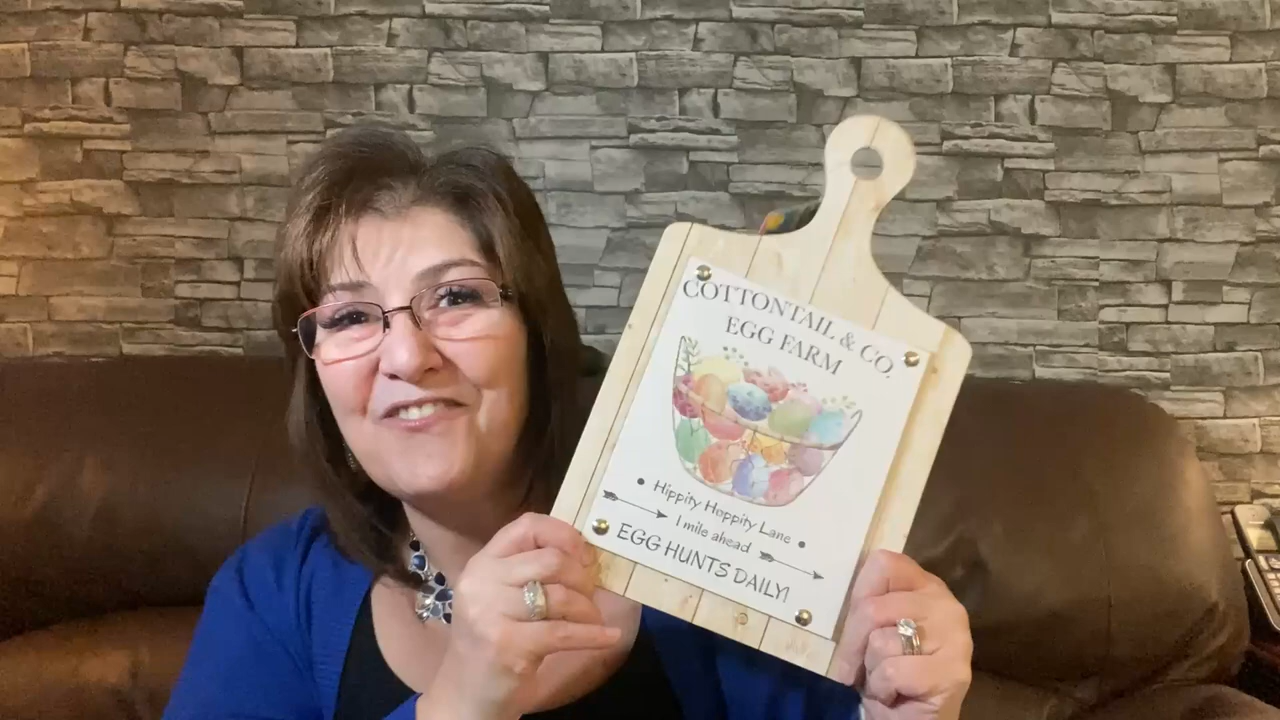 COTTONTAIL & CO.
EGG FARM
• Hippity Hoppity Lane •
1 mile ahead
EGG HUNTS DAILY!